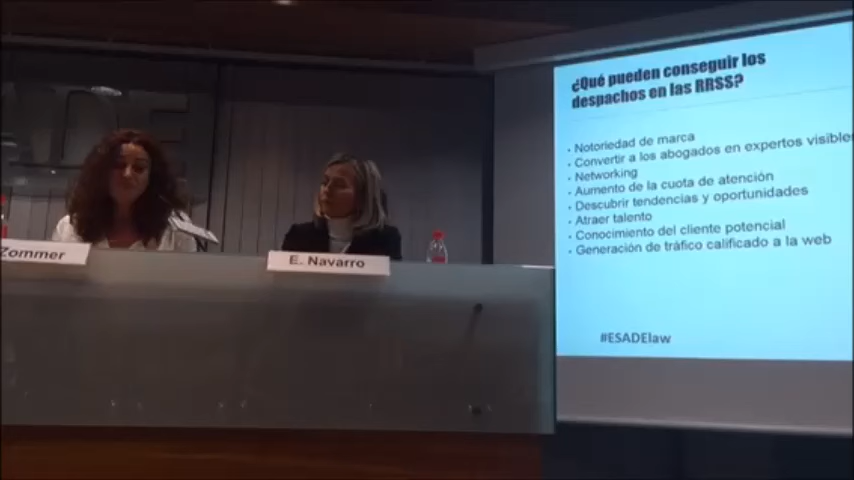 ADE
Zommer
E. Navarro
¿Qué pueden conseguir los
despachos en las RRSS?
· Notoriedad de marca
· Convertir a los abogados en expertos visibles
· Networking
· Aumento de la cuota de atención
· Descubrir tendencias y oportunidades
· Atraer talento
· Conocimiento del cliente potencial
· Generación de tráfico calificado a la web
#ESADElaw